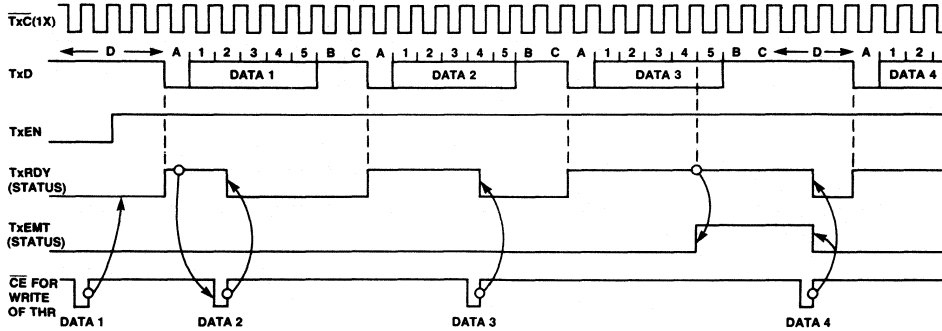 TxC(1X)
D A 1 2 3 4 5 B C A 1 2 3 4 5 B C A 1 2 3 4 5 B C D A 1 2
TxD DATA 1 DATA 2 DATA 3 DATA 4
TxEN
TxRDY
(STATUS)
TxEMT
(STATUS)
CE FOR
WRITE
OF THR
DATA 1 DATA 2 DATA 3 DATA 4